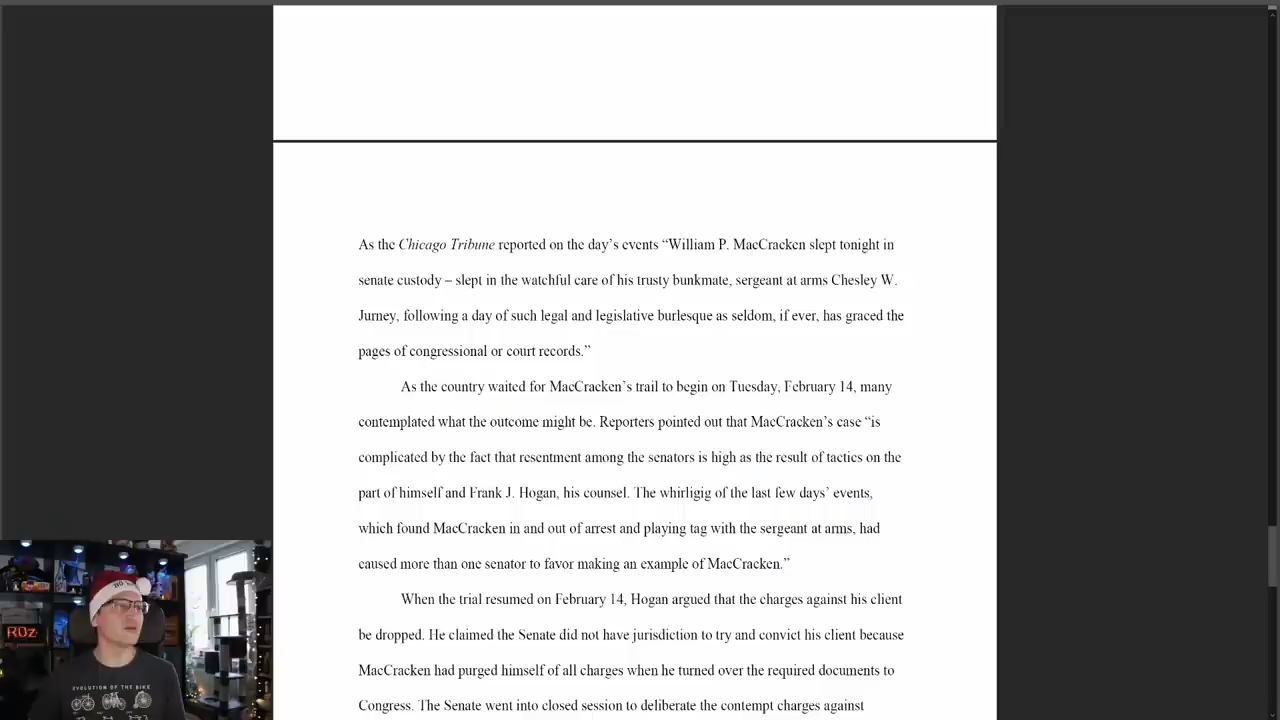 As the Chicago Tribune reported on the day's events “William P. MacCracken slept tonight in
senate custody – slept in the watchful care of his trusty bunkmate, sergeant at arms Chesley W.
Jurney, following a day of such legal and legislative burlesque as seldom, if ever, has graced the
pages of congressional or court records.”
As the country waited for MacCracken’s trail to begin on Tuesday, February 14, many
contemplated what the outcome might be. Reporters pointed out that MacCracken’s case “is
complicated by the fact that resentment among the senators is high as the result of tactics on the
part of himself and Frank J. Hogan, his counsel. The whirligig of the last few days’ events,
which found MacCracken in and out of arrest and playing tag with the sergeant at arms, had
caused more than one senator to favor making an example of MacCracken.”
When the trial resumed on February 14, Hogan argued that the charges against his client
be dropped. He claimed the Senate did not have jurisdiction to try and convict his client because
MacCracken had purged himself of all charges when he turned over the required documents to
Congress. The Senate went into closed session to deliberate the contempt charges against
R0z
EVOLUTION OF THE BIKE